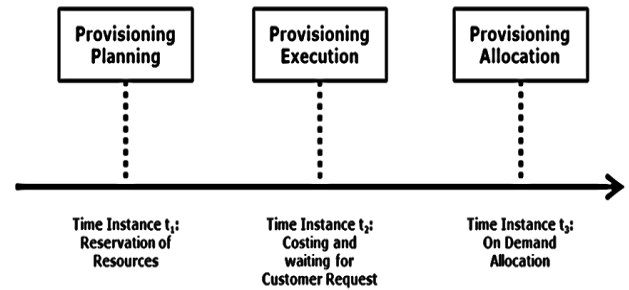 Provisioning
Planning
Provisioning
Execution
Provisioning
Allocation
Time Instance t₁:
Reservation of
Resources
Time Instance t₂:
Costing and
waiting for
Customer Request
Time Instance t₃:
On Demand
Allocation